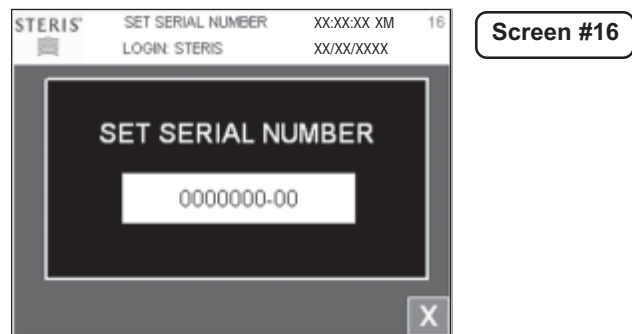 STERIS® SET SERIAL NUMBER XX:XX:XX XM 16
LOGIN: STERIS XX/XX/XXXX
Screen #16
SET SERIAL NUMBER
0000000-00
X